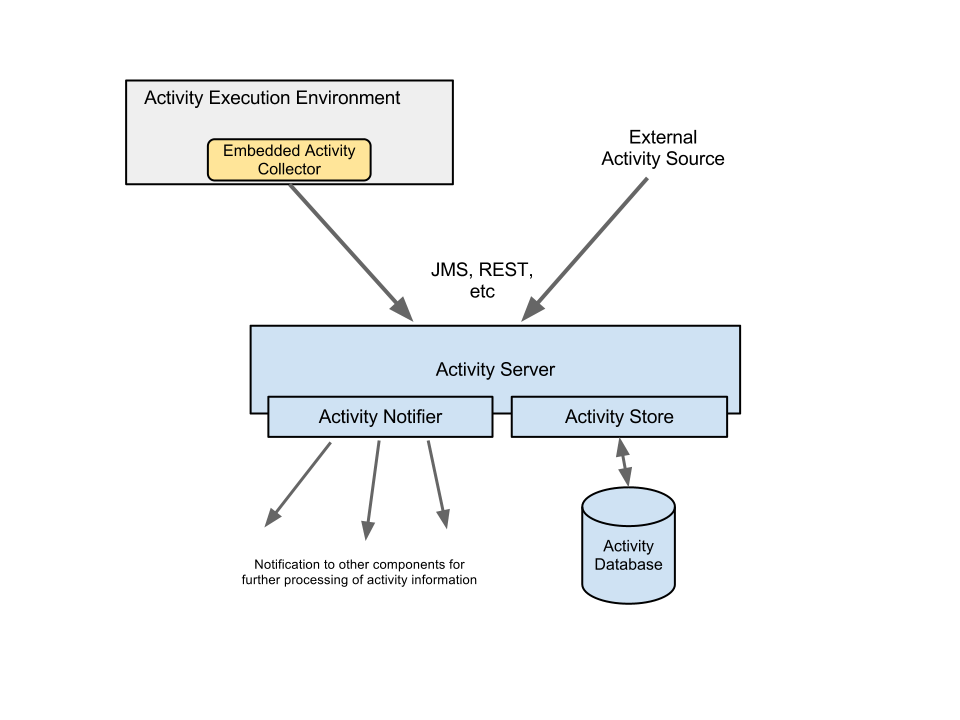 Activity Execution Environment
Embedded Activity
Collector
External
Activity Source
JMS, REST,
etc
Activity Server
Activity Notifier
Activity Store
Activity
Database
Notification to other components for
further processing of activity information